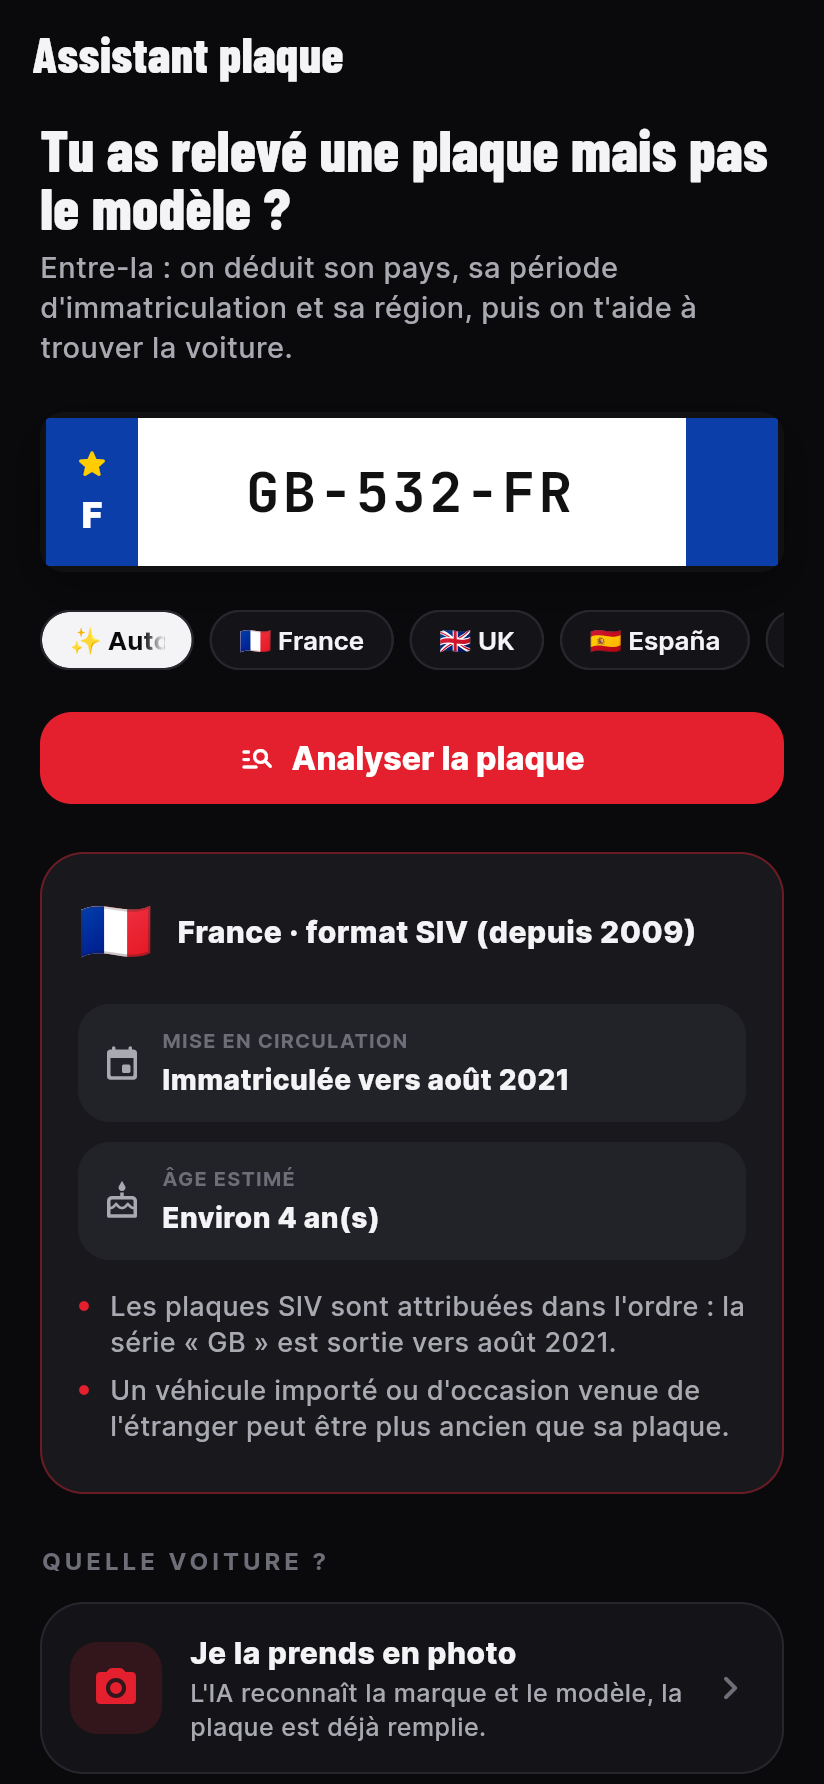 Assistant plaque
Tu as relevé une plaque mais pas
le modèle ?
Entre-la : on déduit son pays, sa période
d'immatriculation et sa région, puis on t'aide à
trouver la voiture.
F
GB-532-FR
✨ Auto
🇫🇷 France
🇬🇧 UK
🇪🇸 España
Analyser la plaque
France · format SIV (depuis 2009)
MISE EN CIRCULATION
Immatriculée vers août 2021
ÂGE ESTIMÉ
Environ 4 an(s)
• Les plaques SIV sont attribuées dans l'ordre : la
série « GB » est sortie vers août 2021.
• Un véhicule importé ou d'occasion venue de
l'étranger peut être plus ancien que sa plaque.
QUELLE VOITURE ?
Je la prends en photo
L'IA reconnaît la marque et le modèle, la
plaque est déjà remplie.